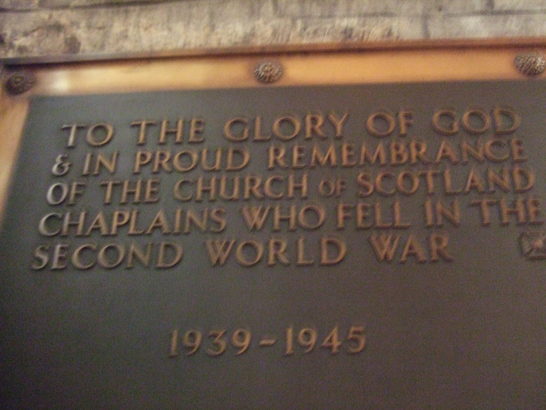 TO THE GLORY OF GOD
& IN PROUD REMEMBRANCE
OF THE CHURCH OF SCOTLAND
CHAPLAINS WHO FELL IN THE
SECOND WORLD WAR
1939-1945